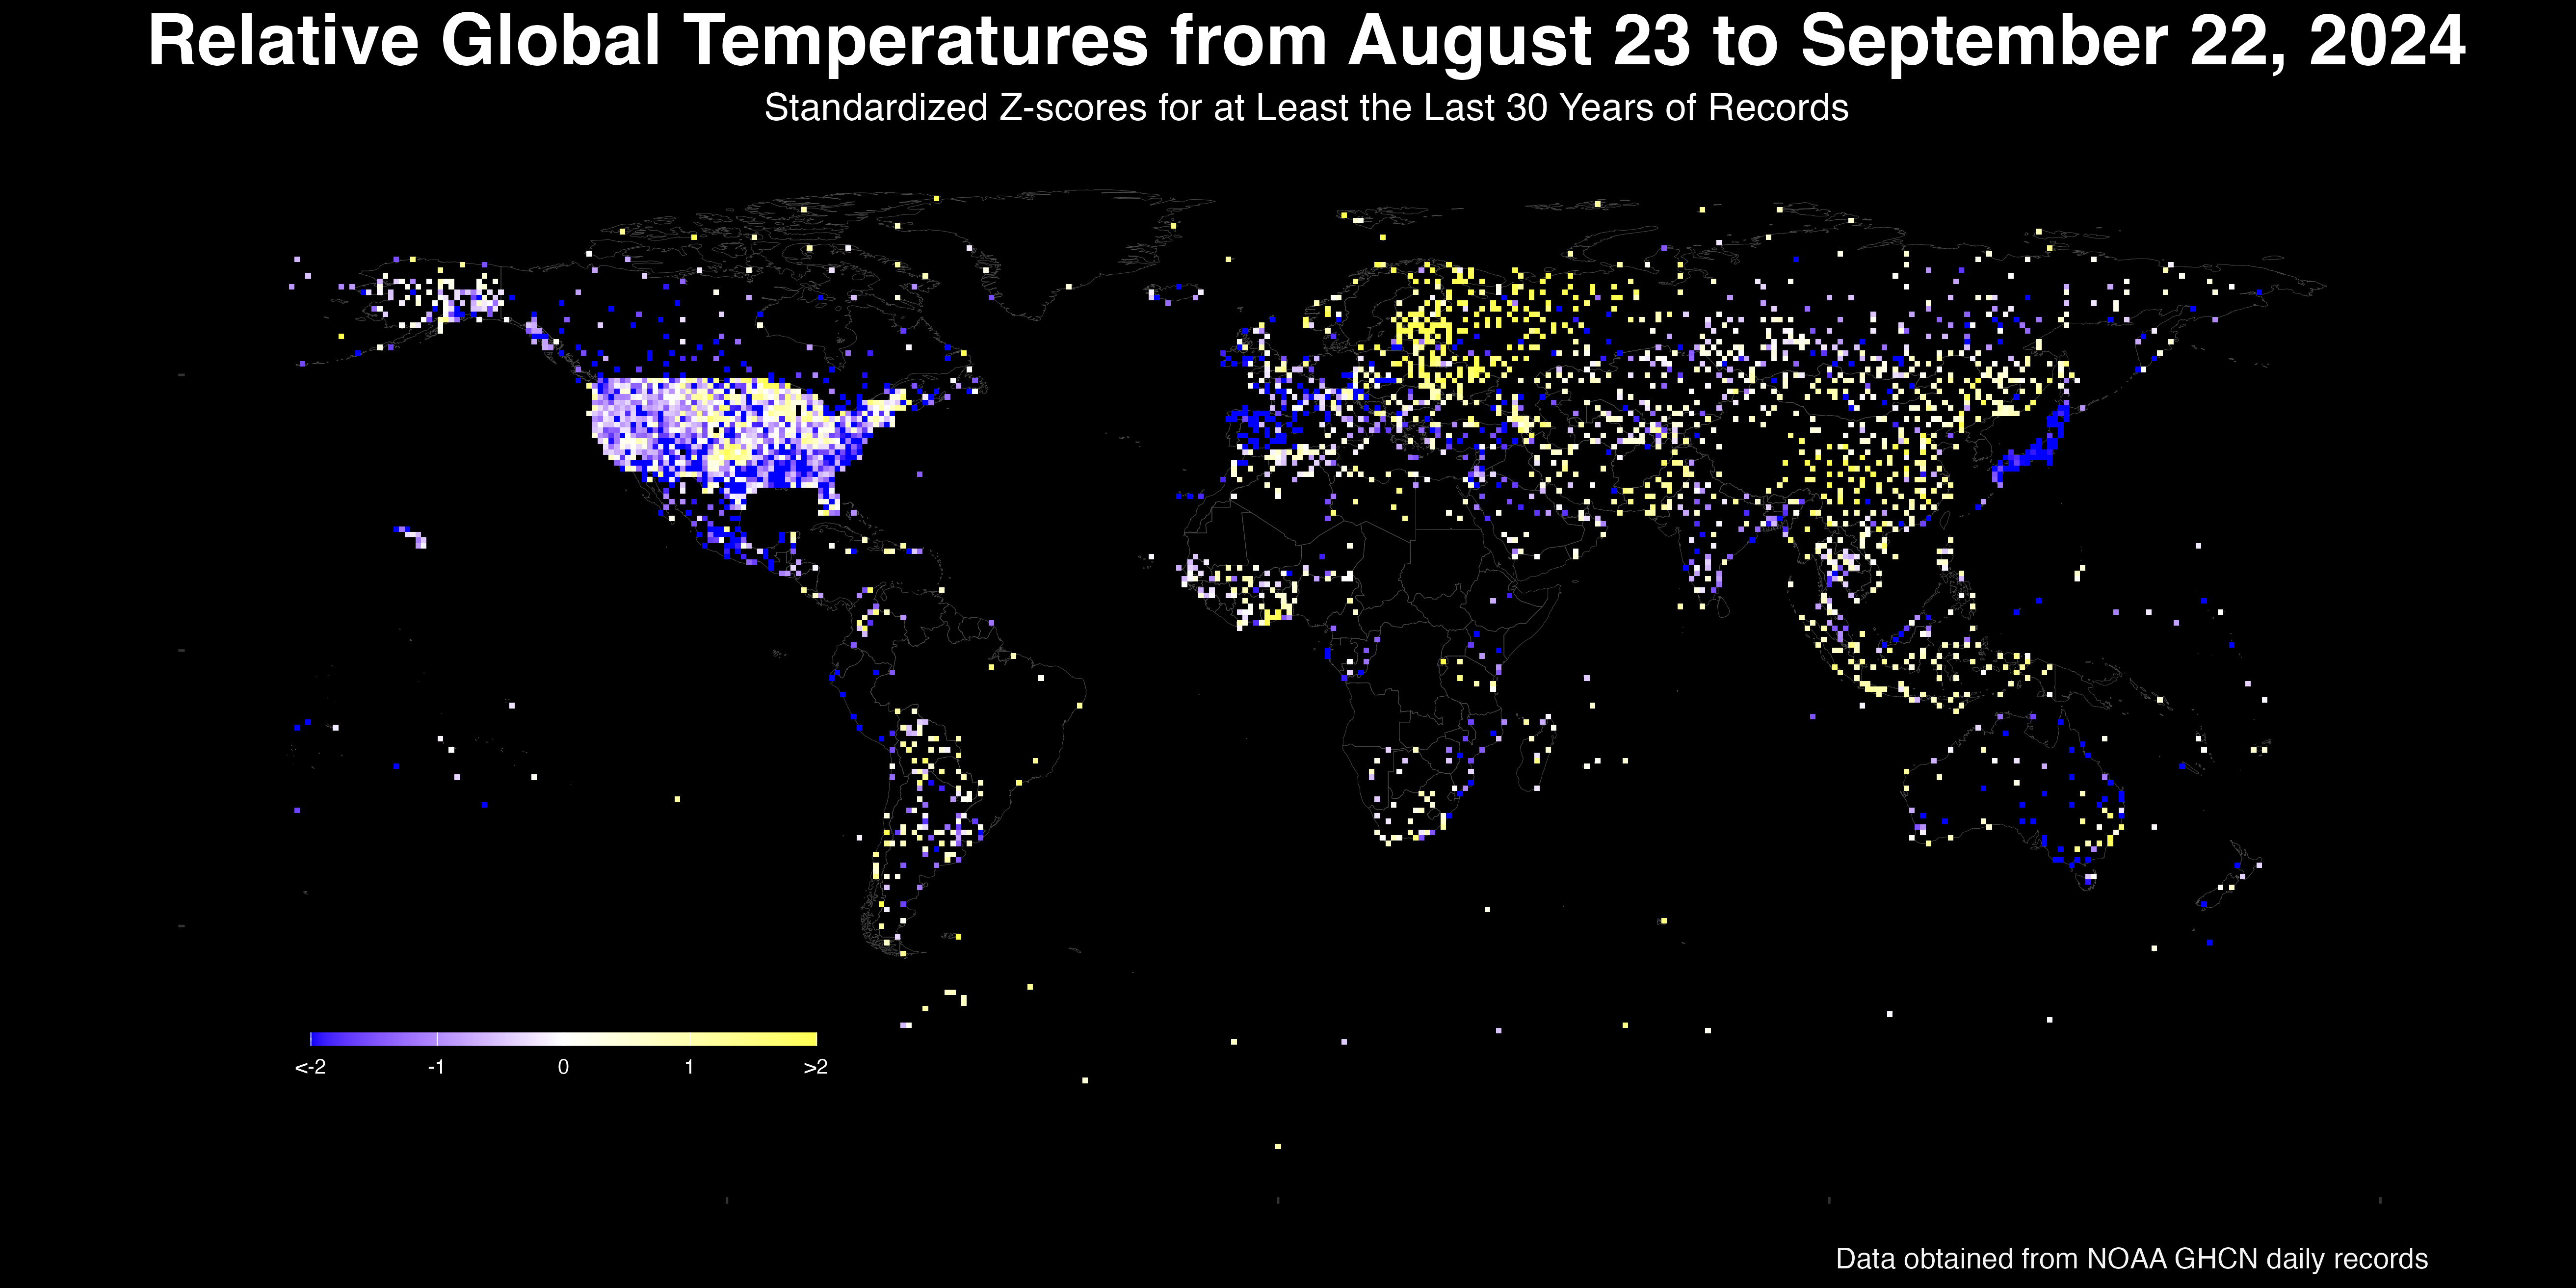 Relative Global Temperatures from August 23 to September 22, 2024
Standardized Z-scores for at Least the Last 30 Years of Records
<-2 -1 0 1 >2
Data obtained from NOAA GHCN daily records